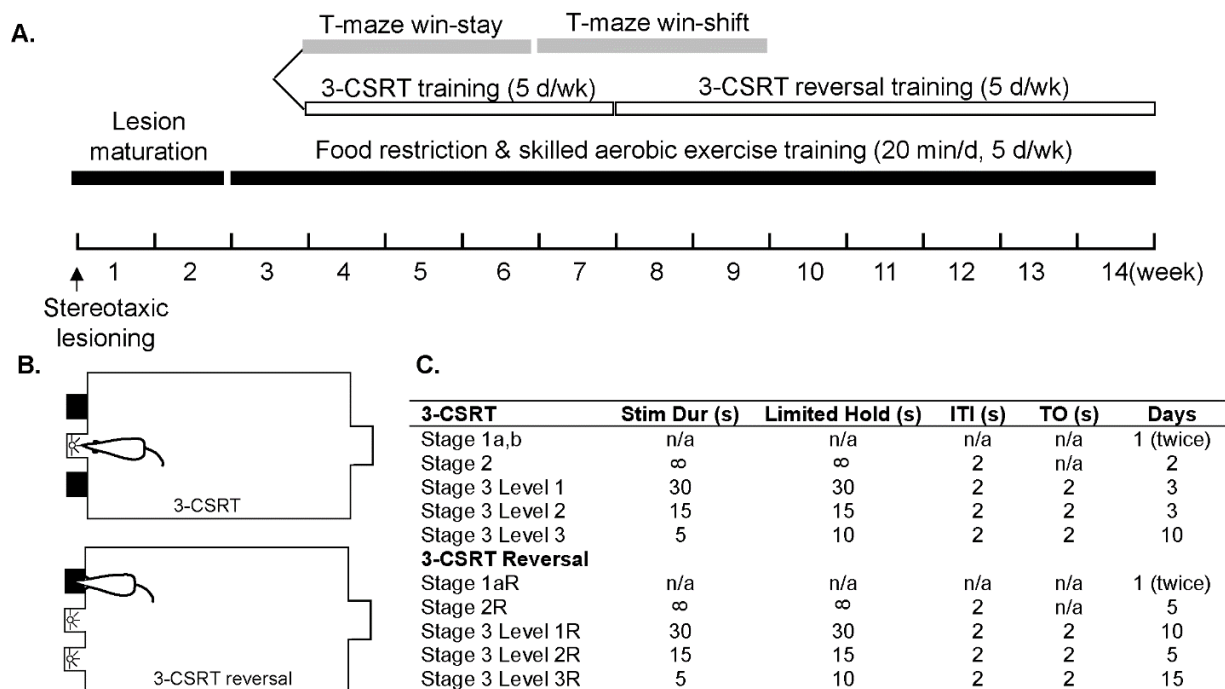 A.
T-maze win-stay T-maze win-shift
3-CSRT training (5 d/wk) 3-CSRT reversal training (5 d/wk)
Lesion
maturation
Food restriction & skilled aerobic exercise training (20 min/d, 5 d/wk)
1 2 3 4 5 6 7 8 9 10 11 12 13 14(week)
Stereotaxic
lesioning
B.
3-CSRT
3-CSRT reversal
C.
3-CSRT Stim Dur (s) Limited Hold (s) ITI (s) TO (s) Days
Stage 1a,b n/a n/a n/a n/a 1 (twice)
Stage 2 ∞ ∞ 2 n/a 2
Stage 3 Level 1 30 30 2 2 3
Stage 3 Level 2 15 15 2 2 3
Stage 3 Level 3 5 10 2 2 10
3-CSRT Reversal
Stage 1aR n/a n/a n/a n/a 1 (twice)
Stage 2R ∞ ∞ 2 n/a 5
Stage 3 Level 1R 30 30 2 2 10
Stage 3 Level 2R 15 15 2 2 5
Stage 3 Level 3R 5 10 2 2 15